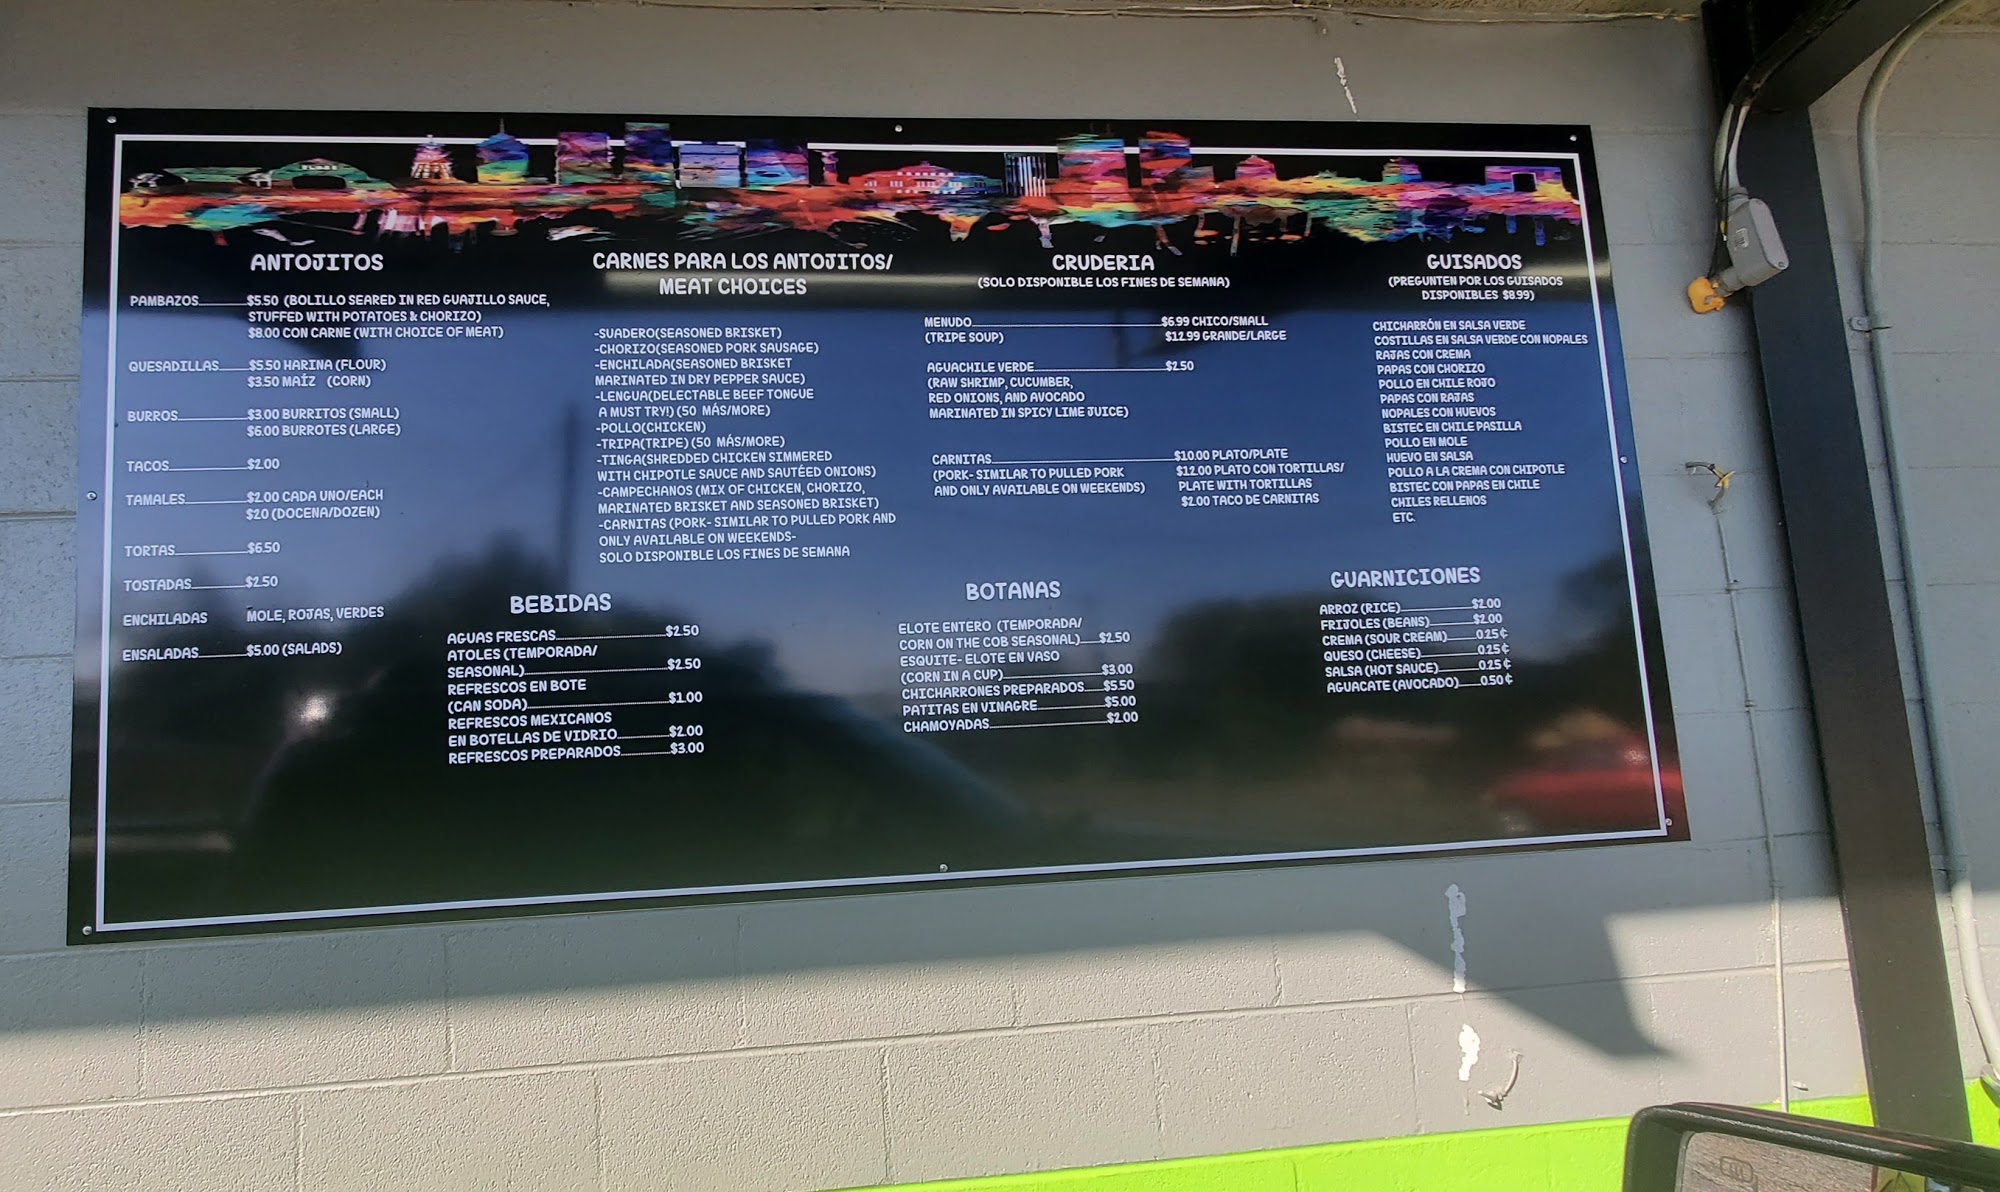 ANTOJITOS
PAMBAZOS $5.50 (BOLILLO SEARED IN RED GUAJILLO SAUCE,
STUFFED WITH POTATOES & CHORIZO)
$8.00 CON CARNE (WITH CHOICE OF MEAT)
QUESADILLAS $5.50 HARINA (FLOUR)
$3.50 MAÍZ (CORN)
BURROS $3.00 BURRITOS (SMALL)
$6.00 BURROTES (LARGE)
TACOS $2.00
TAMALES $2.00 CADA UNO/EACH
$20 (DOCENA/DOZEN)
TORTAS $6.50
TOSTADAS $2.50
ENCHILADAS MOLE, ROJAS, VERDES
ENSALADAS $5.00 (SALADS)
CARNES PARA LOS ANTOJITOS/
MEAT CHOICES
-SUADERO(SEASONED BRISKET)
-CHORIZO(SEASONED PORK SAUSAGE)
-ENCHILADA(SEASONED BRISKET
MARINATED IN DRY PEPPER SAUCE)
-LENGUA(DELECTABLE BEEF TONGUE
A MUST TRY!) (50 MÁS/MORE)
-POLLO(CHICKEN)
-TRIPA(TRIPE) (50 MÁS/MORE)
-TINGA(SHREDDED CHICKEN SIMMERED
WITH CHIPOTLE SAUCE AND SAUTÉED ONIONS)
-CAMPECHANOS (MIX OF CHICKEN, CHORIZO,
MARINATED BRISKET AND SEASONED BRISKET)
-CARNITAS (PORK- SIMILAR TO PULLED PORK AND
ONLY AVAILABLE ON WEEKENDS-
SOLO DISPONIBLE LOS FINES DE SEMANA
CRUDERIA
(SOLO DISPONIBLE LOS FINES DE SEMANA)
MENUDO $6.99 CHICO/SMALL
(TRIPE SOUP) $12.99 GRANDE/LARGE
AGUACHILE VERDE $2.50
(RAW SHRIMP, CUCUMBER,
RED ONIONS, AND AVOCADO
MARINATED IN SPICY LIME JUICE)
CARNITAS $10.00 PLATO/PLATE
(PORK- SIMILAR TO PULLED PORK $12.00 PLATO CON TORTILLAS/
AND ONLY AVAILABLE ON WEEKENDS) PLATE WITH TORTILLAS
$2.00 TACO DE CARNITAS
GUISADOS
(PREGUNTEN POR LOS GUISADOS
DISPONIBLES $8.99)
CHICHARRÓN EN SALSA VERDE
COSTILLAS EN SALSA VERDE CON NOPALES
RAJAS CON CREMA
PAPAS CON CHORIZO
POLLO EN CHILE ROJO
PAPAS CON RAJAS
NOPALES CON HUEVOS
BISTEC EN CHILE PASILLA
POLLO EN MOLE
HUEVO EN SALSA
POLLO A LA CREMA CON CHIPOTLE
BISTEC CON PAPAS EN CHILE
CHILES RELLENOS
ETC.
BEBIDAS
AGUAS FRESCAS $2.50
ATOLES (TEMPORADA/
SEASONAL) $2.50
REFRESCOS EN BOTE
(CAN SODA) $1.00
REFRESCOS MEXICANOS
EN BOTELLAS DE VIDRIO $2.00
REFRESCOS PREPARADOS $3.00
BOTANAS
ELOTE ENTERO (TEMPORADA/
CORN ON THE COB SEASONAL) $2.50
ESQUITE- ELOTE EN VASO
(CORN IN A CUP) $3.00
CHICHARRONES PREPARADOS $5.50
PATITAS EN VINAGRE $5.00
CHAMOYADAS $2.00
GUARNICIONES
ARROZ (RICE) $2.00
FRIJOLES (BEANS) $2.00
CREMA (SOUR CREAM) 0.25 ¢
QUESO (CHEESE) 0.25 ¢
SALSA (HOT SAUCE) 0.25 ¢
AGUACATE (AVOCADO) 0.50 ¢